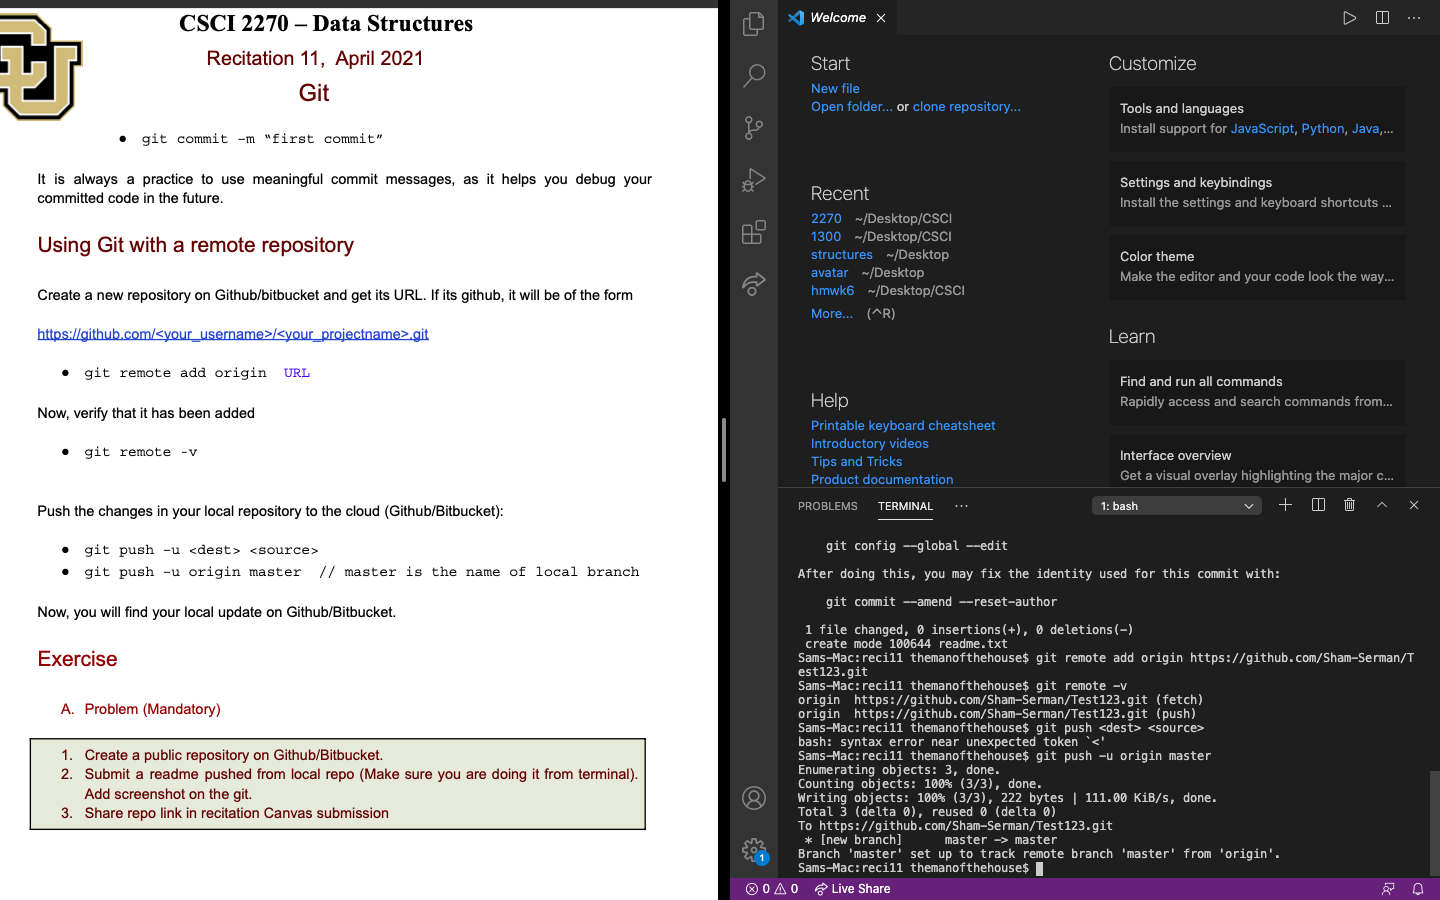 CSCI 2270 – Data Structures
Recitation 11, April 2021
Git
● git commit –m “first commit”
It is always a practice to use meaningful commit messages, as it helps you debug your
committed code in the future.
Using Git with a remote repository
Create a new repository on Github/bitbucket and get its URL. If its github, it will be of the form
https://github.com/<your_username>/<your_projectname>.git
● git remote add origin URL
Now, verify that it has been added
● git remote -v
Push the changes in your local repository to the cloud (Github/Bitbucket):
● git push -u <dest> <source>
● git push -u origin master // master is the name of local branch
Now, you will find your local update on Github/Bitbucket.
Exercise
A. Problem (Mandatory)
1. Create a public repository on Github/Bitbucket.
2. Submit a readme pushed from local repo (Make sure you are doing it from terminal).
Add screenshot on the git.
3. Share repo link in recitation Canvas submission
Welcome
Start
New file
Open folder... or clone repository...
Recent
2270 ~/Desktop/CSCI
1300 ~/Desktop/CSCI
structures ~/Desktop
avatar ~/Desktop
hmwk6 ~/Desktop/CSCI
More... (^R)
Help
Printable keyboard cheatsheet
Introductory videos
Tips and Tricks
Product documentation
Customize
Tools and languages
Install support for JavaScript, Python, Java,...
Settings and keybindings
Install the settings and keyboard shortcuts ...
Color theme
Make the editor and your code look the way...
Learn
Find and run all commands
Rapidly access and search commands from...
Interface overview
Get a visual overlay highlighting the major c...
PROBLEMS TERMINAL ... 1: bash
git config --global --edit
After doing this, you may fix the identity used for this commit with:
git commit --amend --reset-author
1 file changed, 0 insertions(+), 0 deletions(-)
create mode 100644 readme.txt
Sams-Mac:reci11 themanofthehouse$ git remote add origin https://github.com/Sham-Serman/T
est123.git
Sams-Mac:reci11 themanofthehouse$ git remote -v
origin https://github.com/Sham-Serman/Test123.git (fetch)
origin https://github.com/Sham-Serman/Test123.git (push)
Sams-Mac:reci11 themanofthehouse$ git push <dest> <source>
bash: syntax error near unexpected token `<'
Sams-Mac:reci11 themanofthehouse$ git push -u origin master
Enumerating objects: 3, done.
Counting objects: 100% (3/3), done.
Writing objects: 100% (3/3), 222 bytes | 111.00 KiB/s, done.
Total 3 (delta 0), reused 0 (delta 0)
To https://github.com/Sham-Serman/Test123.git
* [new branch] master -> master
Branch 'master' set up to track remote branch 'master' from 'origin'.
Sams-Mac:reci11 themanofthehouse$
1
0 0 Live Share